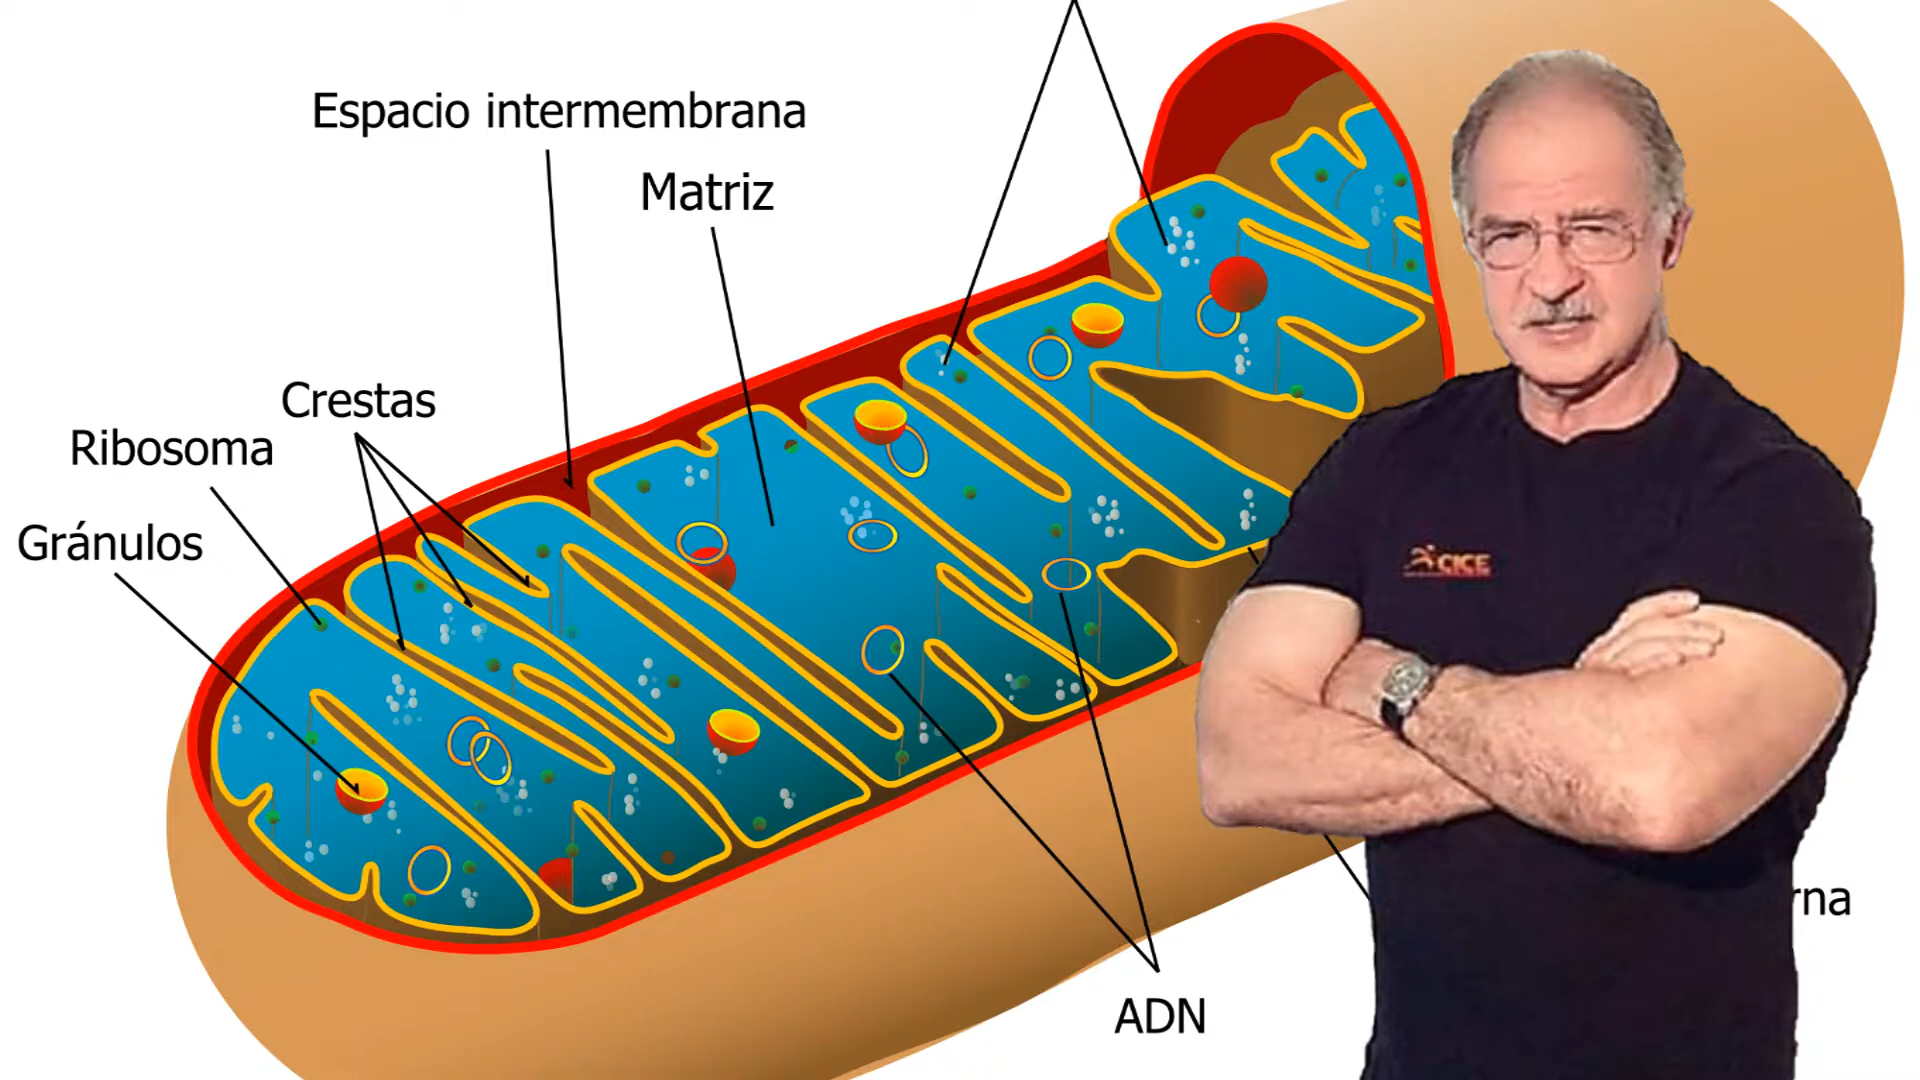 Espacio intermembrana
Matriz
Crestas
Ribosoma
Gránulos
CICE
rna
ADN